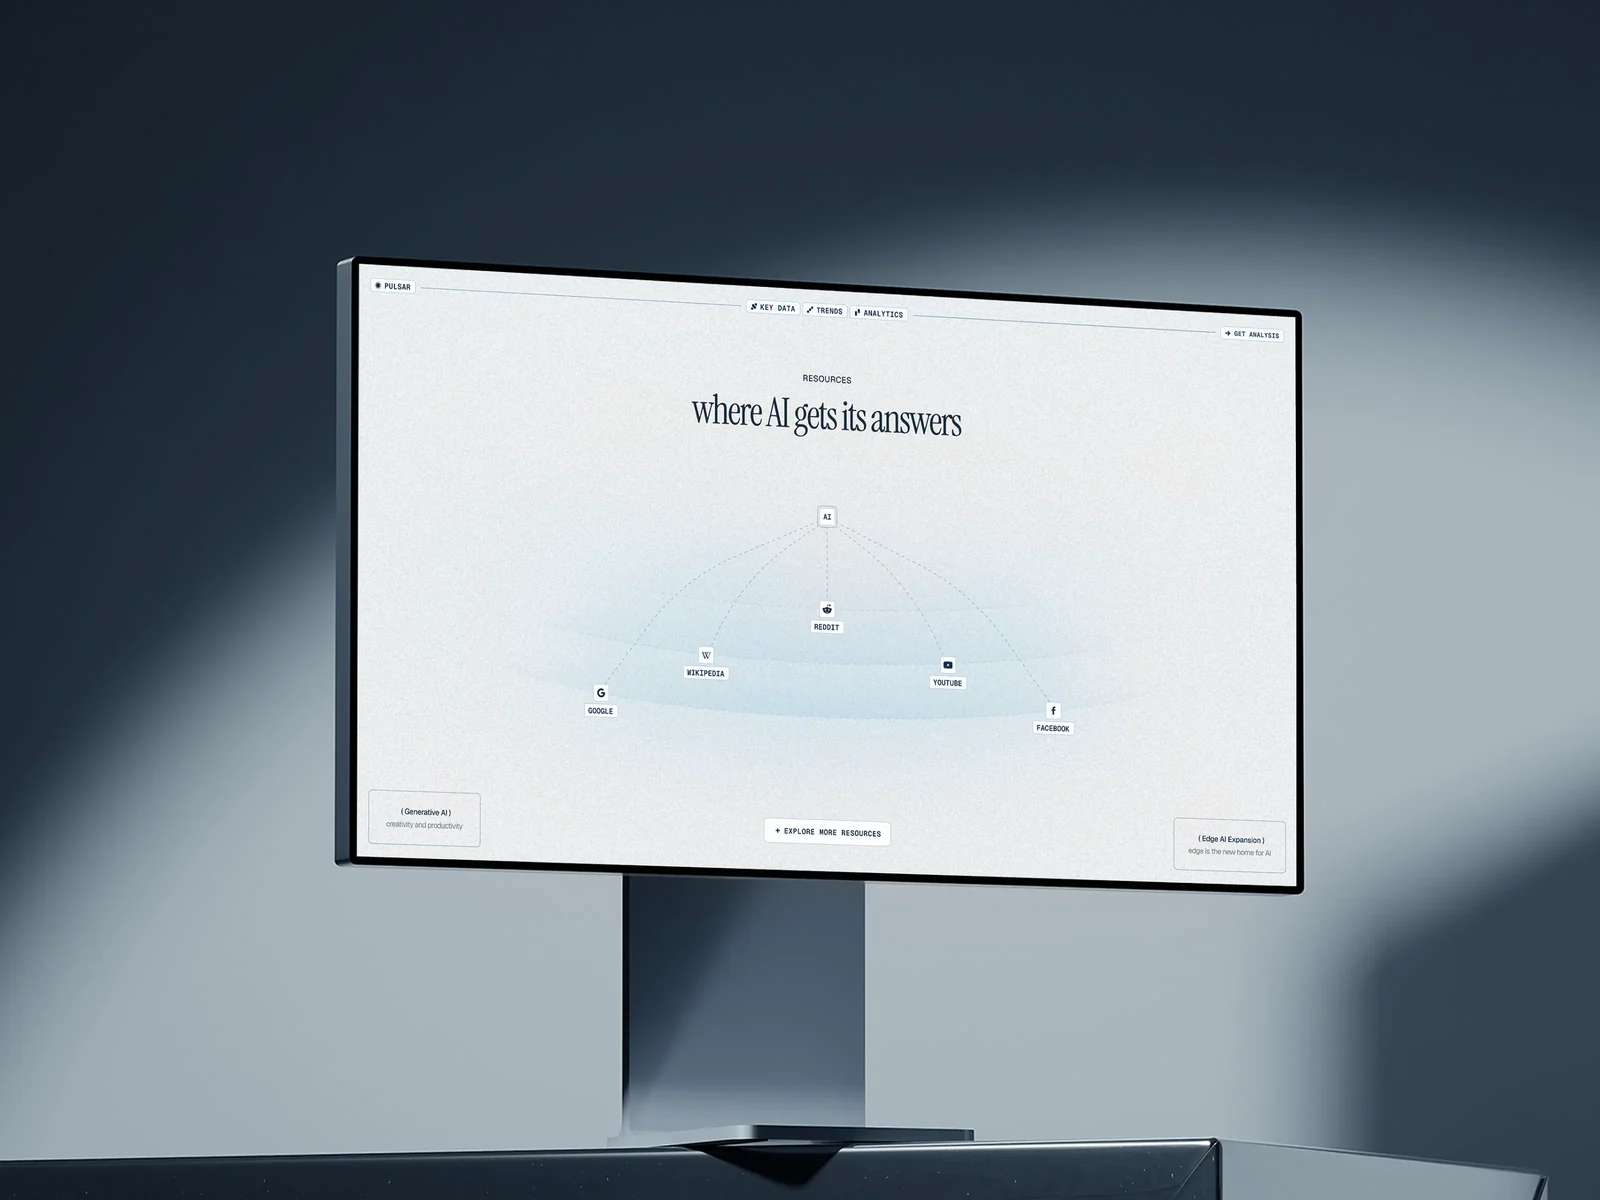 PULSAR
KEY DATA
TRENDS
ANALYTICS
GET ANALYSIS
RESOURCES
where AI gets its answers
AI
REDDIT
W
WIKIPEDIA
YOUTUBE
G
GOOGLE
f
FACEBOOK
( Generative AI )
creativity and productivity
+ EXPLORE MORE RESOURCES
( Edge AI Expansion )
edge is the new home for AI